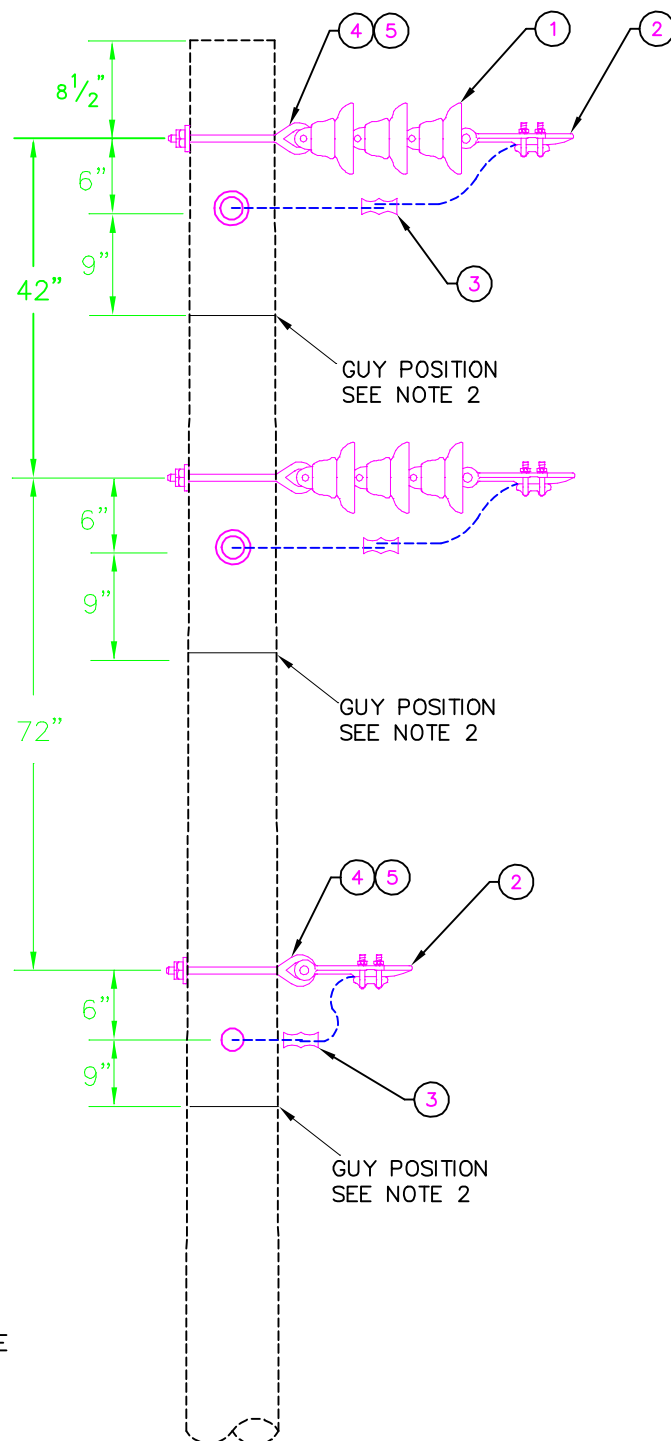 4 5 1 2
8 1/2"
6"
3
9"
42"
GUY POSITION
SEE NOTE 2
6"
9"
GUY POSITION
SEE NOTE 2
72"
4 5 2
6"
9"
3
GUY POSITION
SEE NOTE 2
E